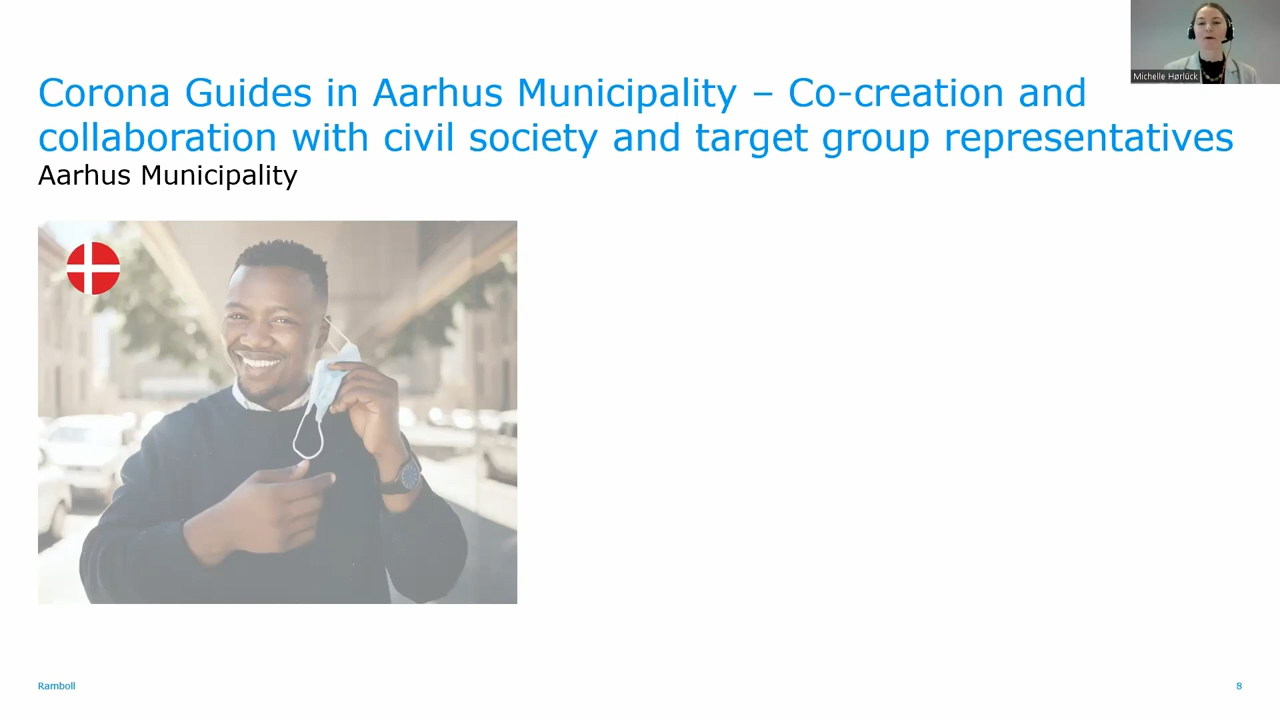 Michelle Hørlück
Corona Guides in Aarhus Municipality – Co-creation and
collaboration with civil society and target group representatives
Aarhus Municipality
Ramboll
8